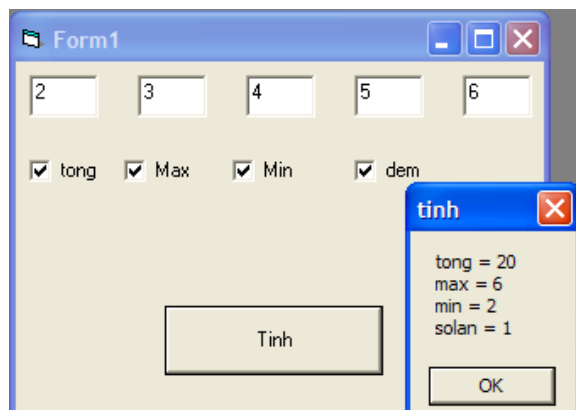 Form1
2 3 4 5 6
tong Max Min dem
tinh
tong = 20
max = 6
min = 2
solan = 1
Tinh
OK